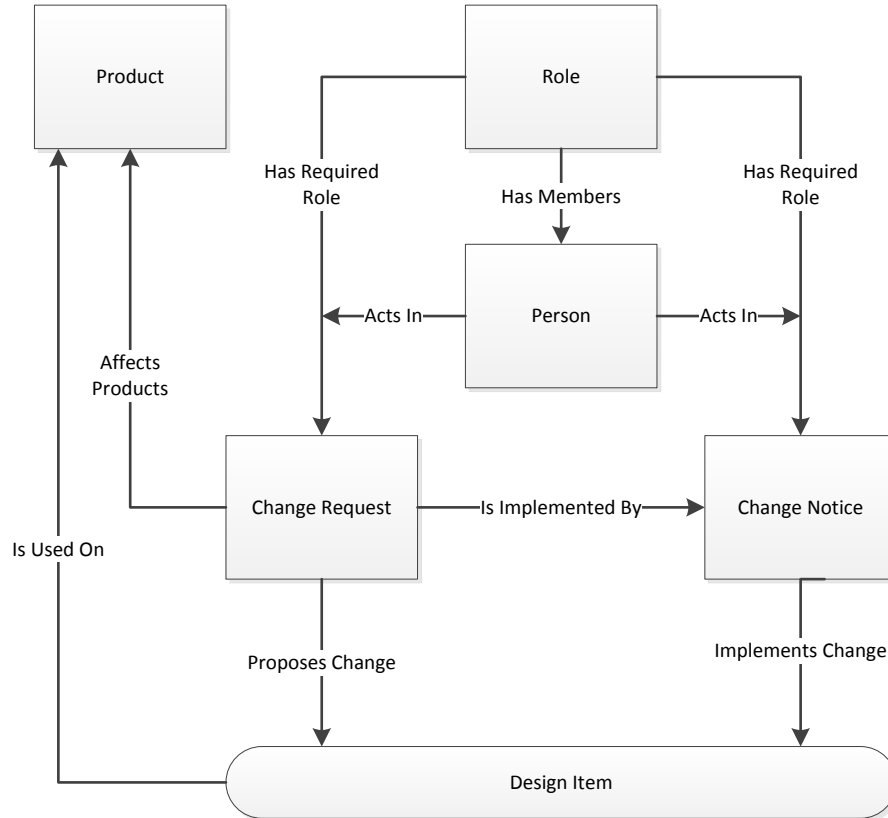 Product
Role
Has Required
Role
Has Members
Has Required
Role
Acts In
Person
Acts In
Affects
Products
Change Request
Is Implemented By
Change Notice
Is Used On
Proposes Change
Implements Change
Design Item